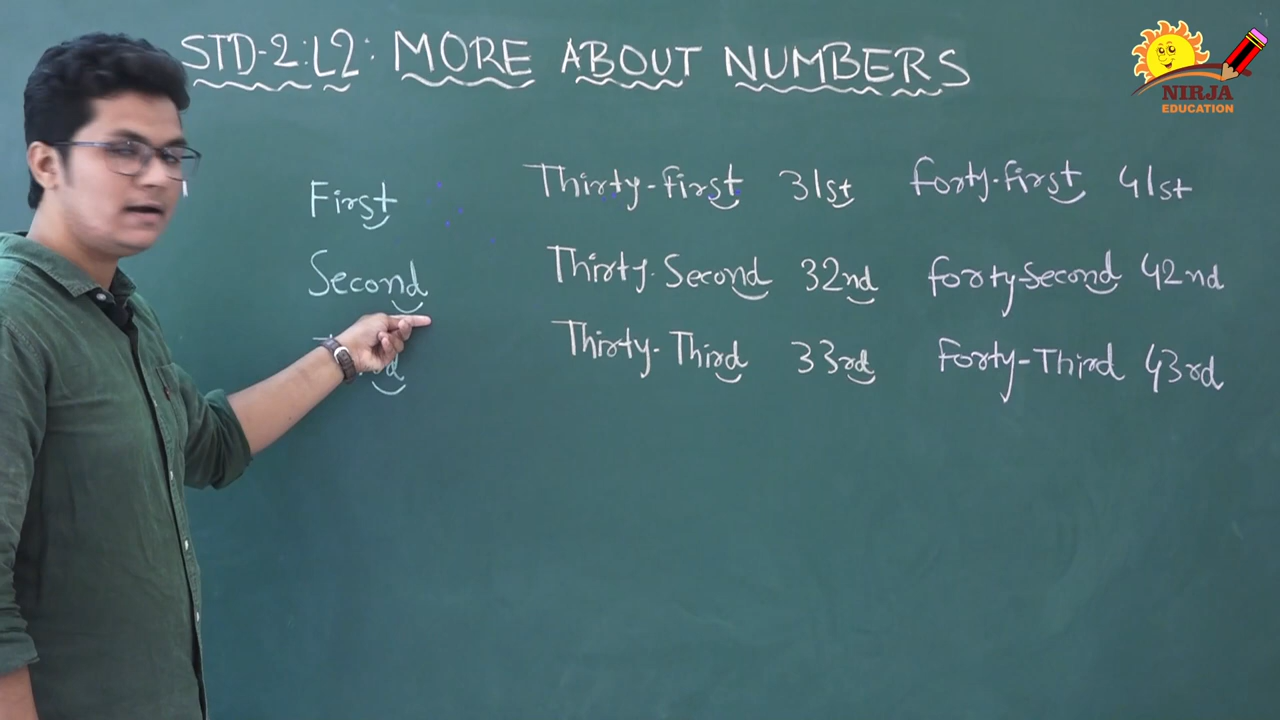 STD-2:L2: MORE ABOUT NUMBERS
NIRJA
EDUCATION
First Thirty-First 31st Forty-First 41st
Second Thirty-Second 32nd Forty-Second 42nd
Thirty-Third 33rd Forty-Third 43rd